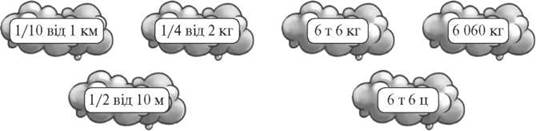 1/10 від 1 км
1/4 від 2 кг
6 т 6 кг
6 060 кг
1/2 від 10 м
6 т 6 ц